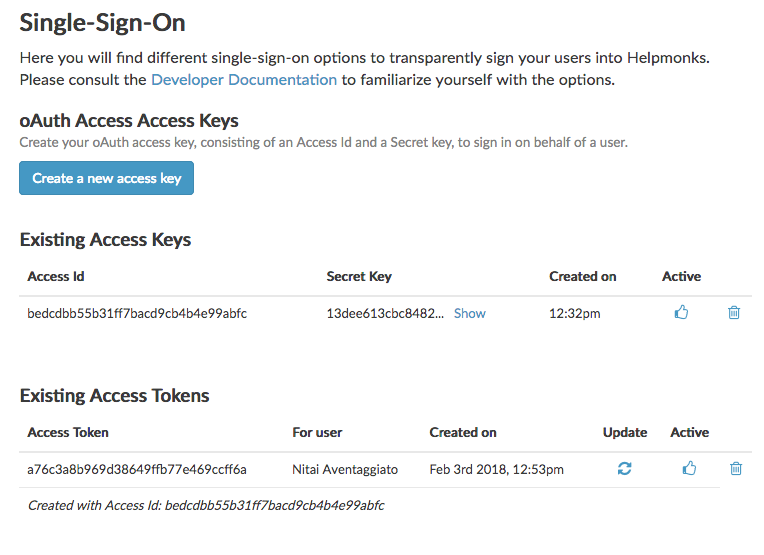 Single-Sign-On
Here you will find different single-sign-on options to transparently sign your users into Helpmonks.
Please consult the Developer Documentation to familiarize yourself with the options.
oAuth Access Access Keys
Create your oAuth access key, consisting of an Access Id and a Secret key, to sign in on behalf of a user.
Create a new access key
Existing Access Keys
Access Id Secret Key Created on Active
bedcdbb55b31ff7bacd9cb4b4e99abfc 13dee613cbc8482... Show 12:32pm
Existing Access Tokens
Access Token For user Created on Update Active
a76c3a8b969d38649ffb77e469ccff6a Nitai Aventaggiato Feb 3rd 2018, 12:53pm
Created with Access Id: bedcdbb55b31ff7bacd9cb4b4e99abfc